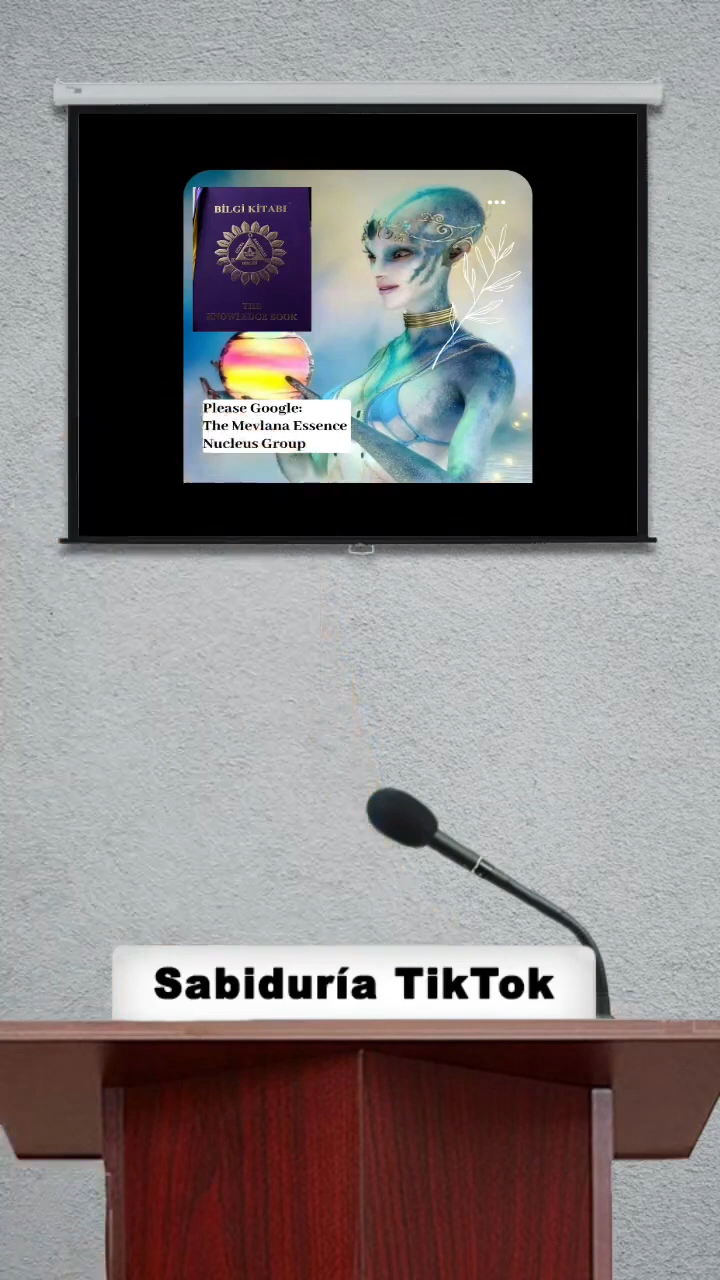 BİLGİ KİTABI
THE
KNOWLEDGE BOOK
Please Google:
The Mevlana Essence
Nucleus Group
Sabiduría TikTok